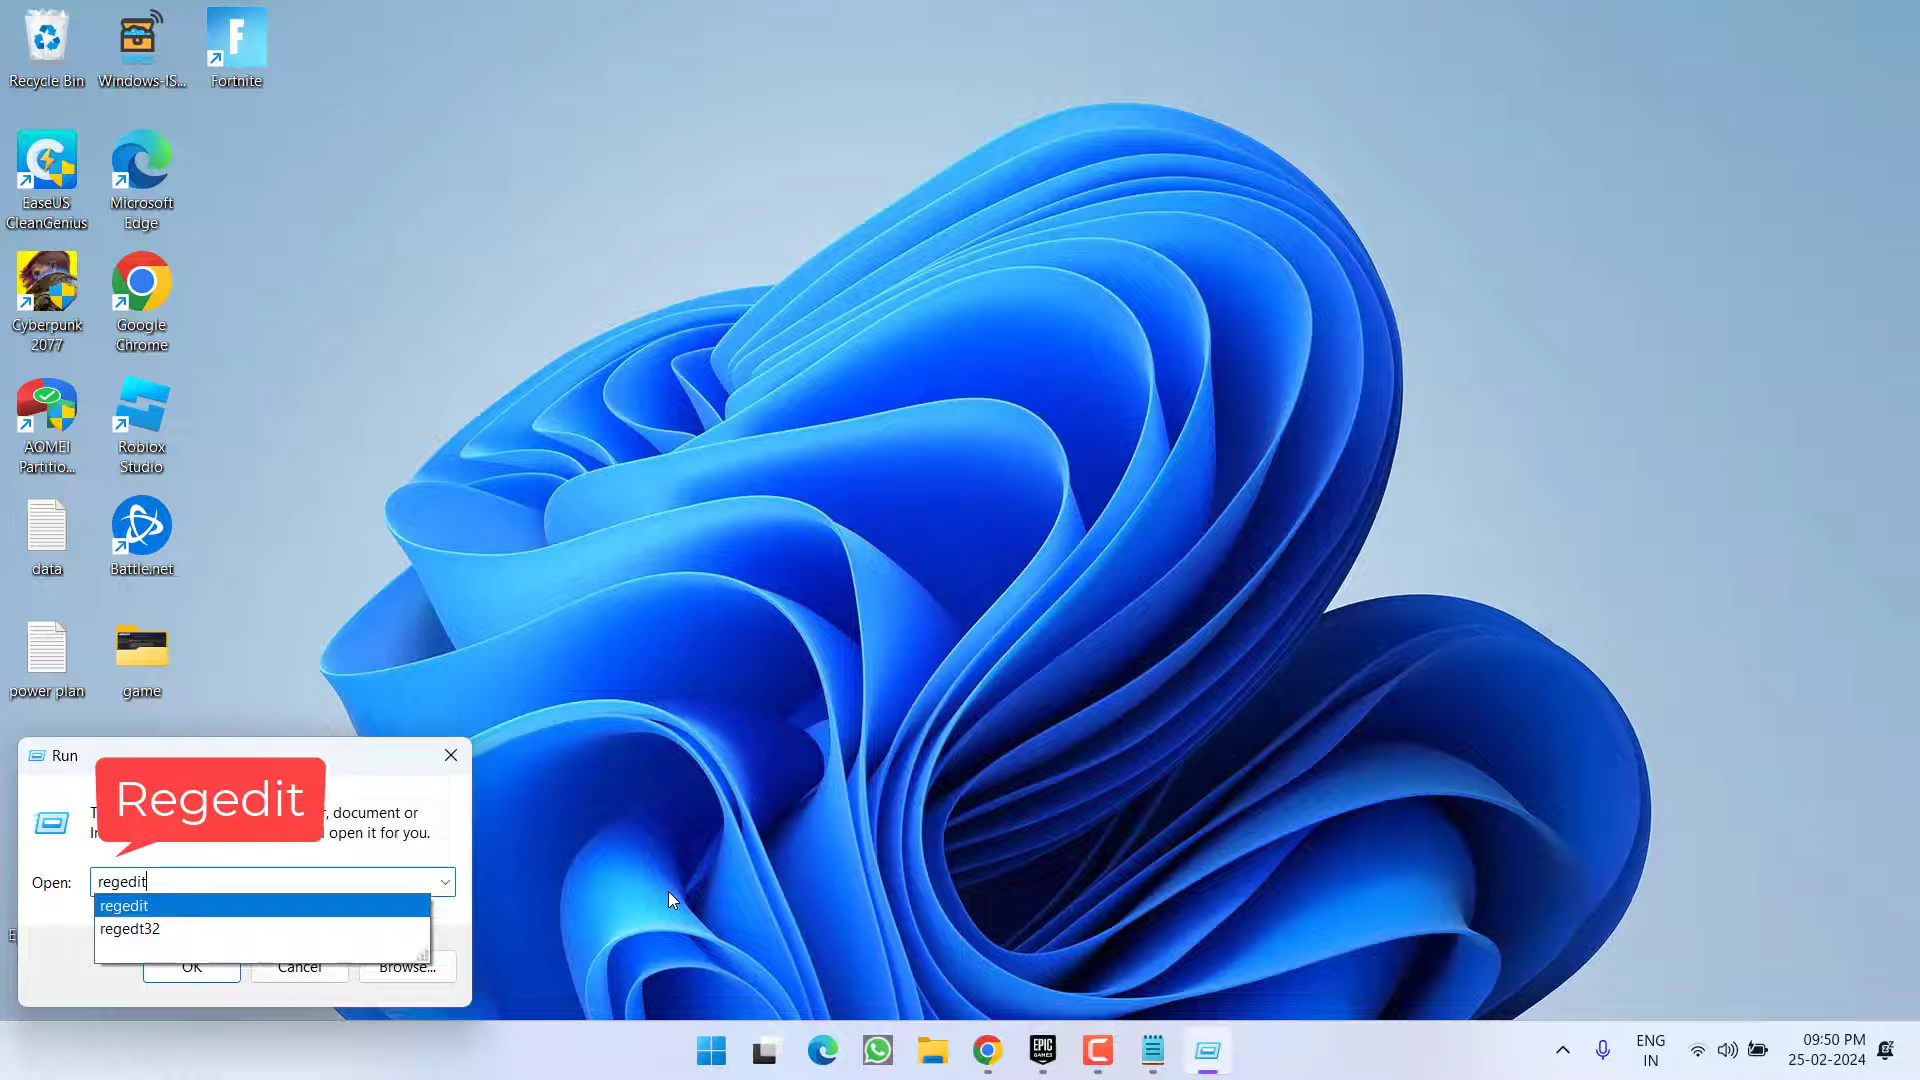 Recycle Bin
Windows-IS...
Fortnite
EaseUS
CleanGenius
Microsoft
Edge
Cyberpunk
2077
Google
Chrome
AOMEI
Partitio...
Roblox
Studio
data
Battle.net
power plan
game
Run
Regedit
, document or
open it for you.
Open:
regedit
regedit
regedt32
OK
Cancel
Browse...
EPIC
GAMES
ENG
IN
09:50 PM
25-02-2024